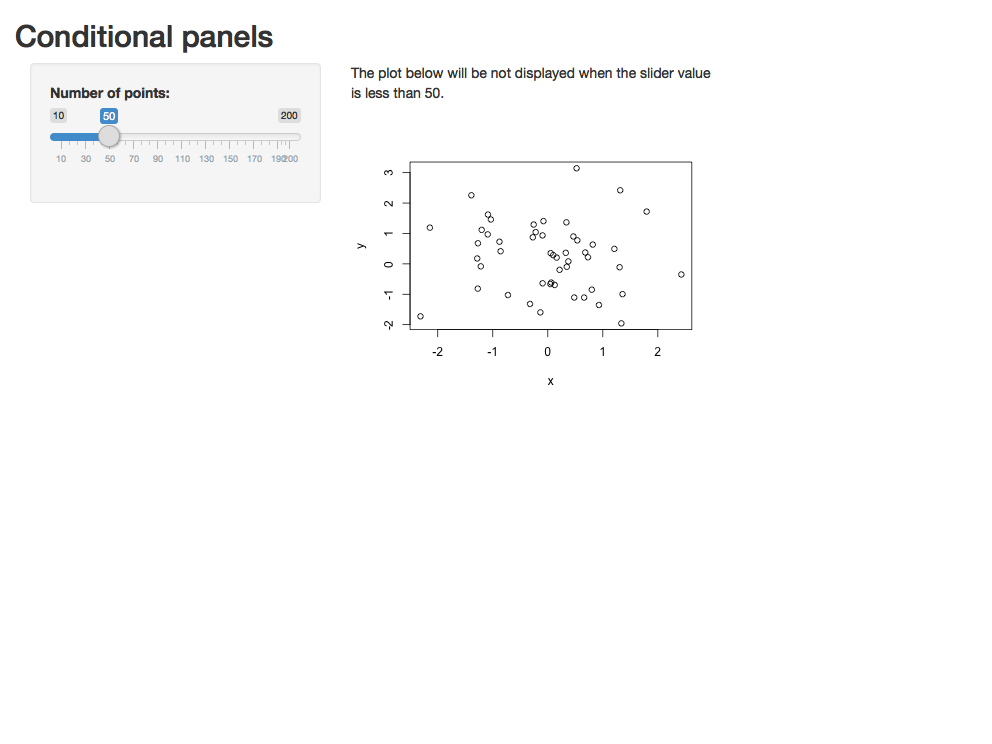 Conditional panels
Number of points:
10 50 200
10 30 50 70 90 110 130 150 170 190 200
The plot below will be not displayed when the slider value
is less than 50.
3
2
1
0
-1
-2
y
-2 -1 0 1 2
x